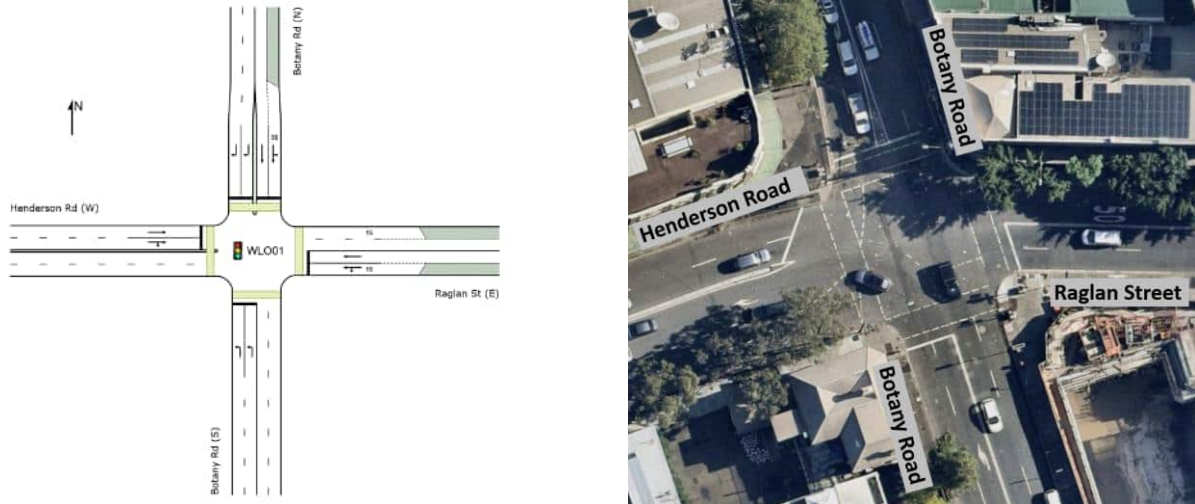 Botany Rd (N)
N
Henderson Rd (W)
WLO01
Raglan St (E)
Botany Rd (S)
Botany Road
Henderson Road
50
Raglan Street
Botany Road